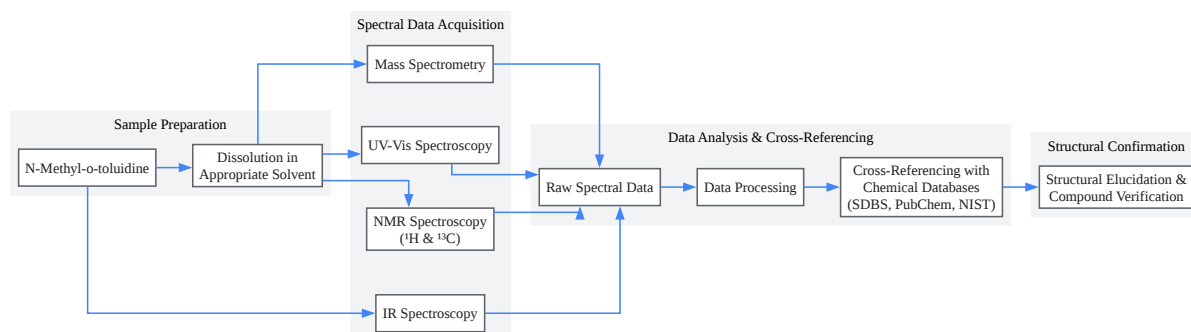 Spectral Data Acquisition
Mass Spectrometry
Sample Preparation
N-Methyl-o-toluidine
Dissolution in
Appropriate Solvent
UV-Vis Spectroscopy
NMR Spectroscopy
(¹H & ¹³C)
IR Spectroscopy
Data Analysis & Cross-Referencing
Raw Spectral Data
Data Processing
Cross-Referencing with
Chemical Databases
(SDBS, PubChem, NIST)
Structural Confirmation
Structural Elucidation &
Compound Verification